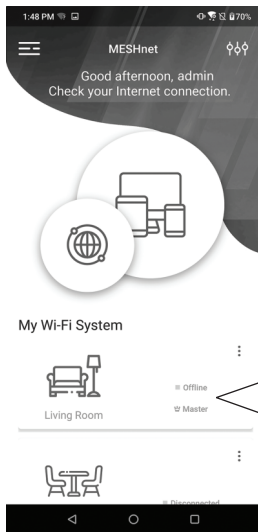 1:48 PM 70%
MESHnet
Good afternoon, admin
Check your Internet connection.
My Wi-Fi System
Offline
Master
Living Room
Disconnected